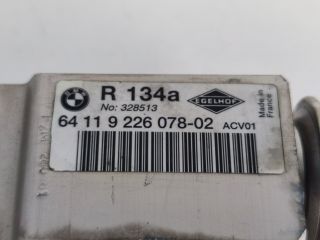 R 134a
No: 328513
EGELHOF
Made in
France
64 11 9 226 078-02 ACV01